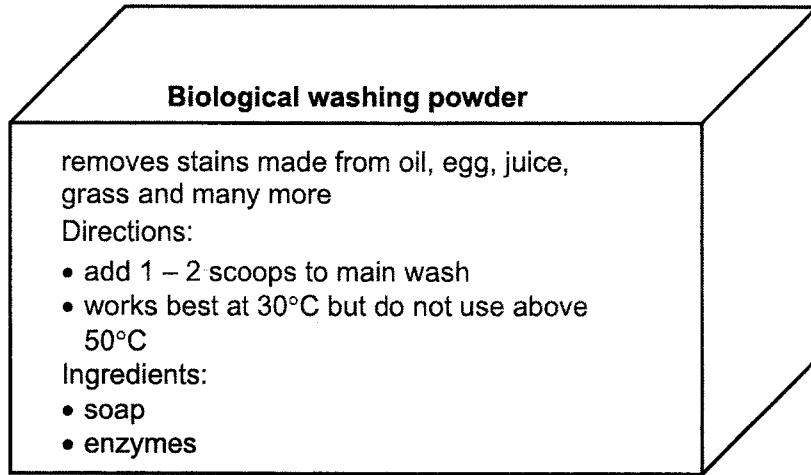 Biological washing powder
removes stains made from oil, egg, juice,
grass and many more
Directions:
• add 1 – 2 scoops to main wash
• works best at 30°C but do not use above
50°C
Ingredients:
• soap
• enzymes